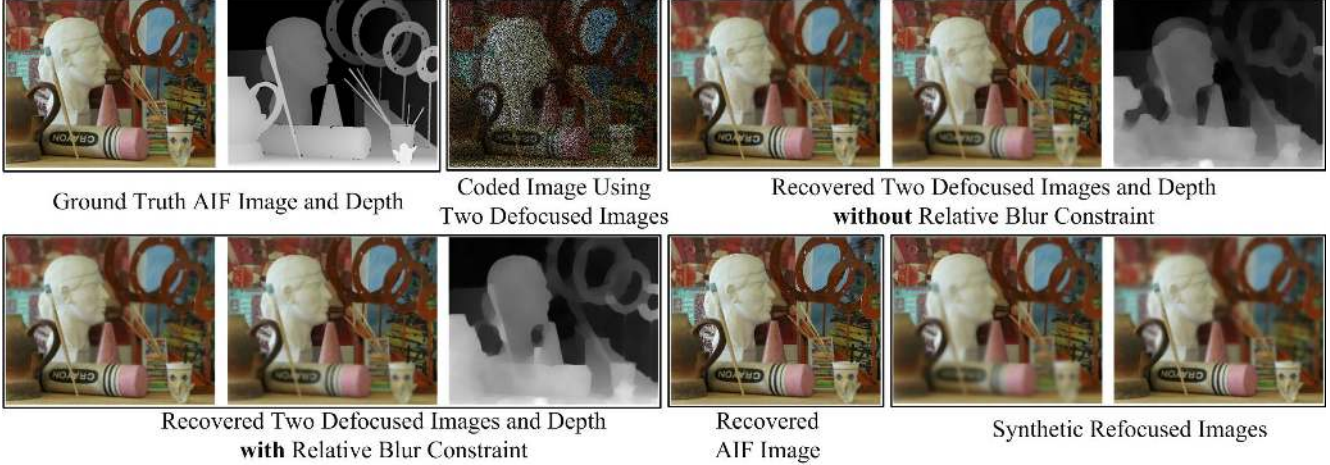 CRAYON
CRAYON
CRAYON
CRAYON
Ground Truth AIF Image and Depth
Coded Image Using
Two Defocused Images
Recovered Two Defocused Images and Depth
without Relative Blur Constraint
CRAYON
CRAYON
CRAYON
CRAYON
CRAYON
Recovered Two Defocused Images and Depth
with Relative Blur Constraint
Recovered
AIF Image
Synthetic Refocused Images